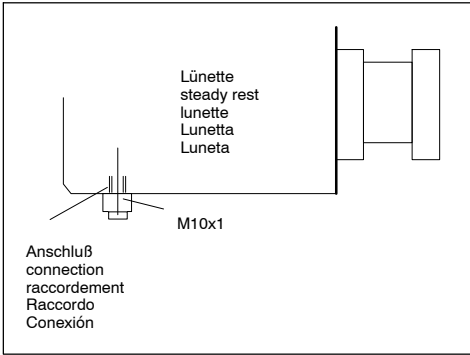 Lünette
steady rest
lunette
Lunetta
Luneta
M10x1
Anschluß
connection
raccordement
Raccordo
Conexión